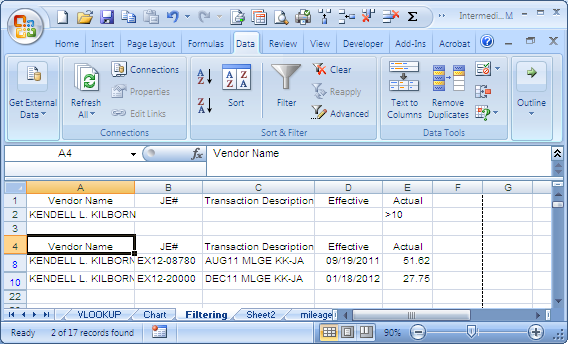 Intermedi... M
Home Insert Page Layout Formulas Data Review View Developer Add-Ins Acrobat
Get External Data
Refresh All
Connections
Properties
Edit Links
Connections
Sort
Filter
Clear
Reapply
Advanced
Sort & Filter
Text to Columns
Remove Duplicates
Data Tools
Outline
A4 fx Vendor Name
A B C D E F G
1 Vendor Name JE# Transaction Description Effective Actual
2 KENDELL L. KILBORN >10
3
4 Vendor Name JE# Transaction Description Effective Actual
8 KENDELL L. KILBORN EX12-08780 AUG11 MLGE KK-JA 09/19/2011 51.62
10 KENDELL L. KILBORN EX12-20000 DEC11 MLGE KK-JA 01/18/2012 27.75
22
VLOOKUP Chart Filtering Sheet2 mileage
Ready 2 of 17 records found 90%